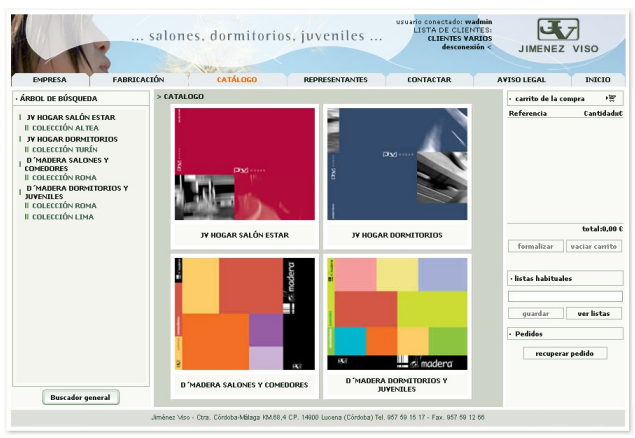 usuario conectado: wadmin
LISTA DE CLIENTES:
CLIENTES VARIOS
desconexión <
... salones, dormitorios, juveniles ...
JIMENEZ VISO
EMPRESA
FABRICACIÓN
CATÁLOGO
REPRESENTANTES
CONTACTAR
AVISO LEGAL
INICIO
· ÁRBOL DE BÚSQUEDA
JV HOGAR SALÓN ESTAR
COLECCIÓN ALTEA
JV HOGAR DORMITORIOS
COLECCIÓN TURÍN
D´MADERA SALONES Y
COMEDORES
COLECCIÓN ROMA
D´MADERA DORMITORIOS Y
JUVENILES
COLECCIÓN ROMA
COLECCIÓN LIMA
Buscador general
> CATALOGO
JV HOGAR SALÓN ESTAR
JV HOGAR DORMITORIOS
madera
D´MADERA SALONES Y COMEDORES
madera
D´MADERA DORMITORIOS Y
JUVENILES
· carrito de la compra
Referencia Cantidadx€
total:0,00 €
formalizar
vaciar carrito
· listas habituales
guardar
ver listas
· Pedidos
recuperar pedido
Jiménez Viso - Ctra. Córdoba-Málaga KM.68,4 C.P. 14900 Lucena (Córdoba) Tel. 957 59 15 17 - Fax. 957 59 12 66